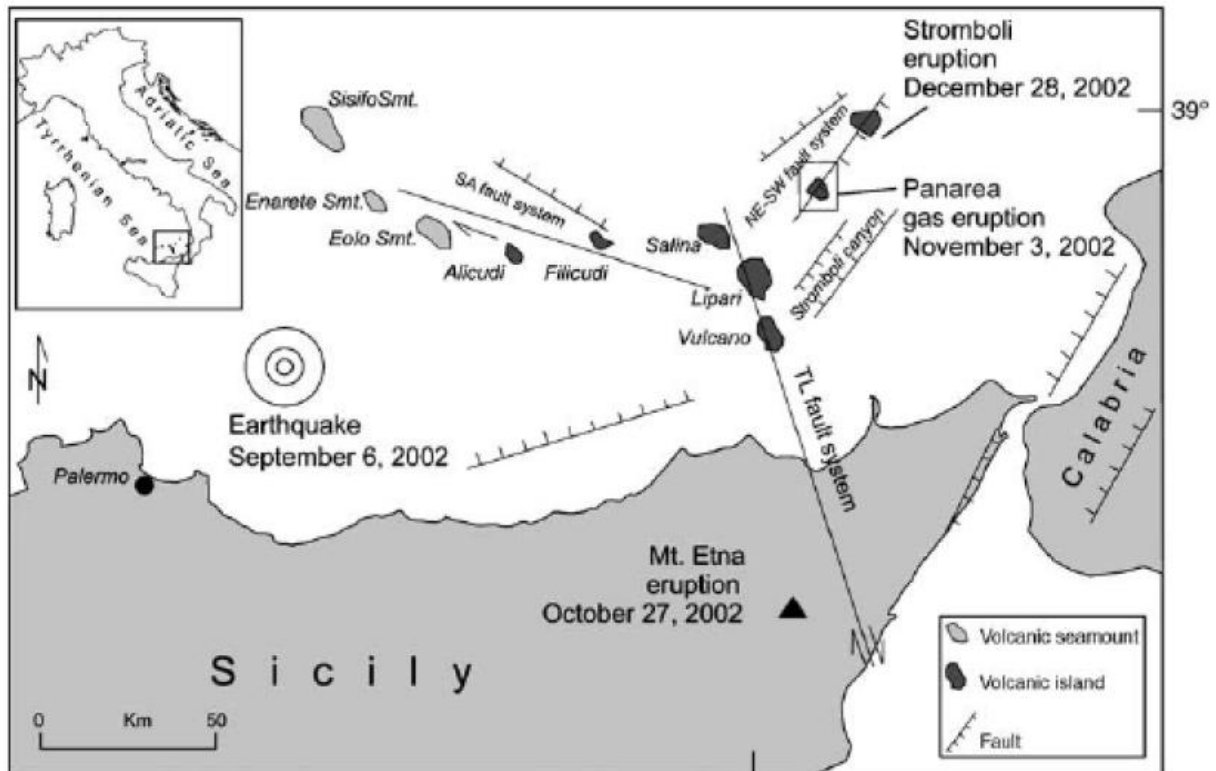 Stromboli
eruption
December 28, 2002
39°
Adriatic Sea
Tyrrhenian Sea
SisifoSmt.
NE-SW fault system
SA fault system
Panarea
gas eruption
November 3, 2002
Enarete Smt.
Eolo Smt.
Salina
Alicudi
Filicudi
Stromboli canyon
Lipari
Vulcano
N
TL fault system
Calabria
Earthquake
September 6, 2002
Palermo
Mt. Etna
eruption
October 27, 2002
Sicily
0 Km 50
Volcanic seamount
Volcanic island
Fault